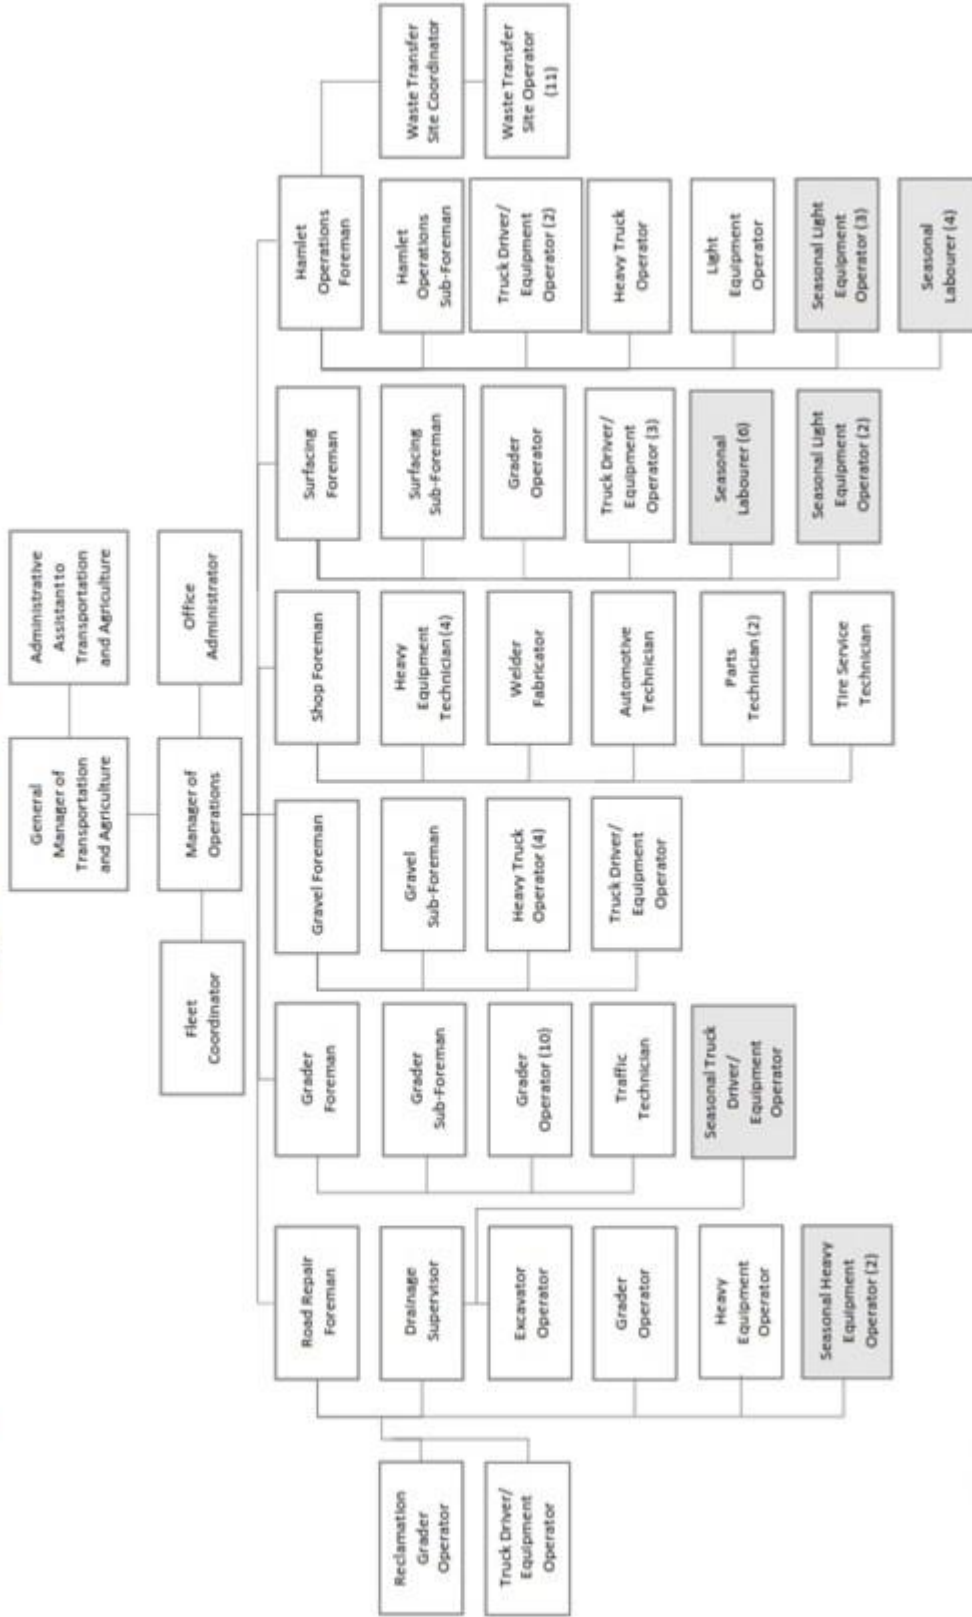 General
Manager of
Transportation
and Agriculture
Administrative
Assistant to
Transportation
and Agriculture
Fleet
Coordinator
Manager of
Operations
Office
Administrator
Road Repair
Foreman
Grader
Foreman
Gravel Foreman
Shop Foreman
Surfacing
Foreman
Hamlet
Operations
Foreman
Reclamation
Grader
Operator
Truck Driver/
Equipment
Operator
Drainage
Supervisor
Excavator
Operator
Grader
Operator
Heavy
Equipment
Operator
Seasonal Heavy
Equipment
Operator (2)
Grader
Sub-Foreman
Grader
Operator (10)
Traffic
Technician
Seasonal Truck
Driver/
Equipment
Operator
Gravel
Sub-Foreman
Heavy Truck
Operator (4)
Truck Driver/
Equipment
Operator
Heavy
Equipment
Technician (4)
Welder
Fabricator
Automotive
Technician
Parts
Technician (2)
Tire Service
Technician
Surfacing
Sub-Foreman
Grader
Operator
Truck Driver/
Equipment
Operator (3)
Seasonal
Labourer (6)
Seasonal Light
Equipment
Operator (2)
Hamlet
Operations
Sub-Foreman
Truck Driver/
Equipment
Operator (2)
Heavy Truck
Operator
Light
Equipment
Operator
Seasonal Light
Equipment
Operator (3)
Seasonal
Labourer (4)
Waste Transfer
Site Coordinator
Waste Transfer
Site Operator
(11)